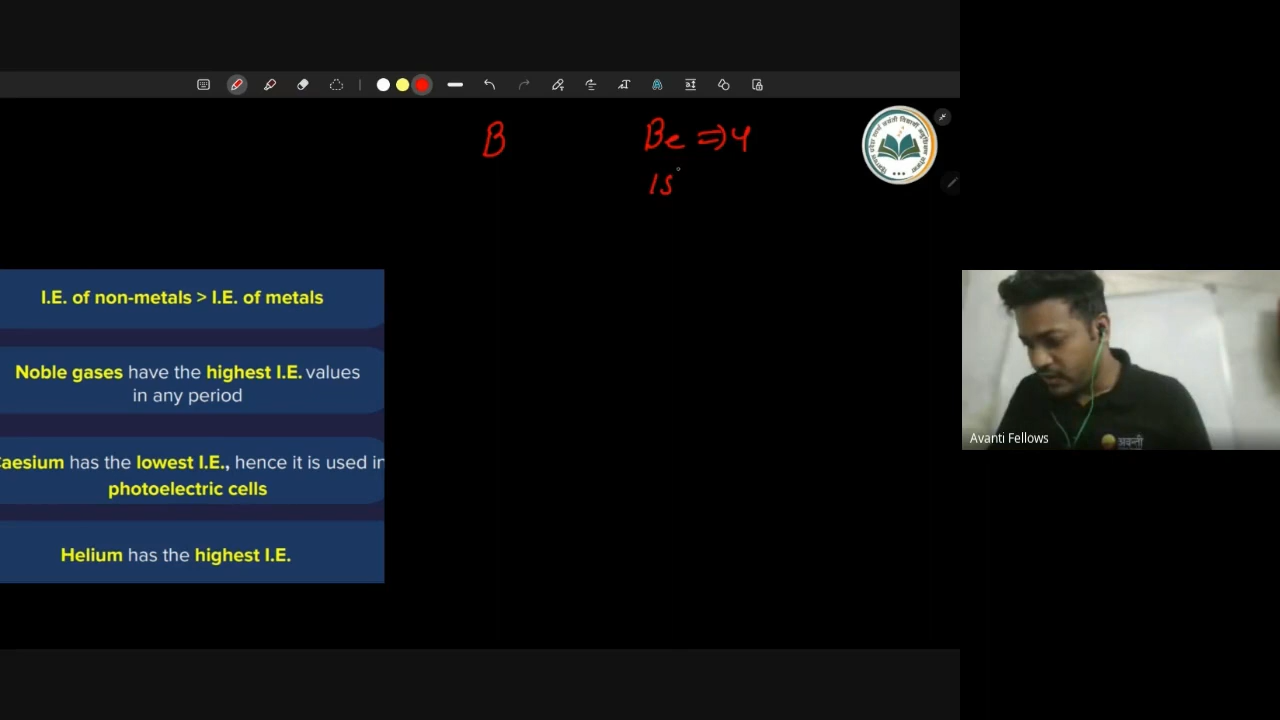 B Be ⇒ 4
1s
I.E. of non-metals > I.E. of metals
Noble gases have the highest I.E. values
in any period
aesium has the lowest I.E., hence it is used in
photoelectric cells
Helium has the highest I.E.
Avanti Fellows
अवन्ती